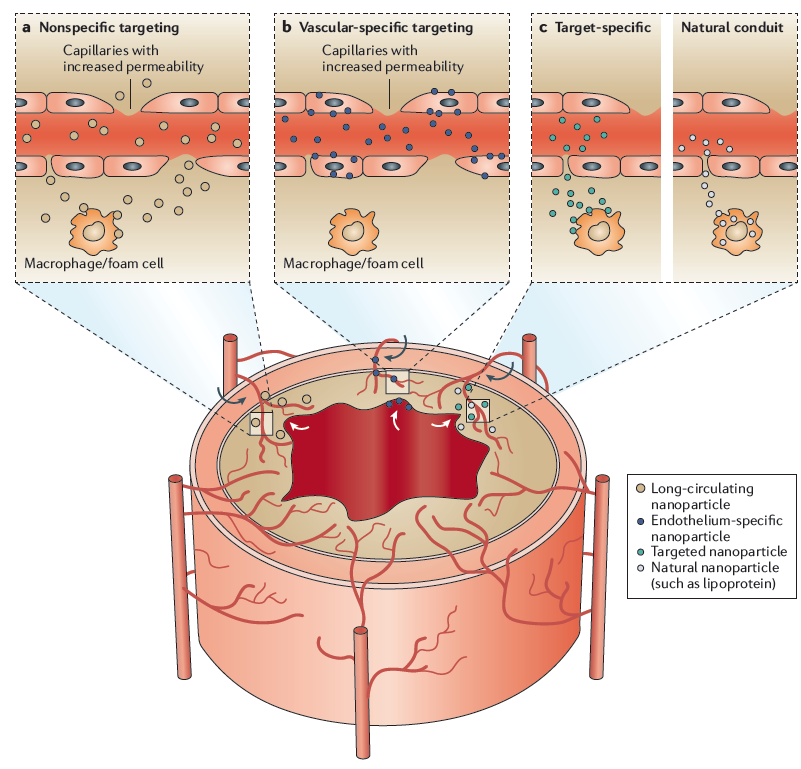 a Nonspecific targeting
Capillaries with
increased permeability
Macrophage/foam cell
b Vascular-specific targeting
Capillaries with
increased permeability
Macrophage/foam cell
c Target-specific
Natural conduit
Long-circulating
nanoparticle
Endothelium-specific
nanoparticle
Targeted nanoparticle
Natural nanoparticle
(such as lipoprotein)